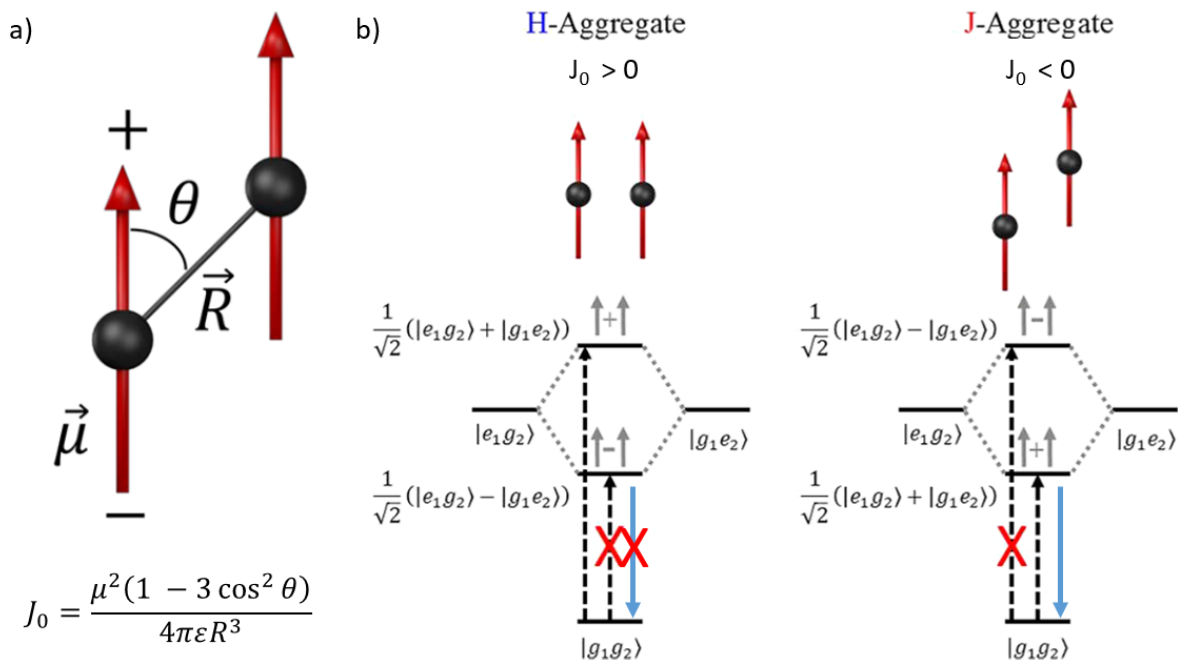 a)
+
θ
R⃗
μ⃗
−
J₀ = μ²(1 − 3 cos² θ) / 4πεR³
b)
H-Aggregate
J₀ > 0
1/√2 (|e₁g₂⟩ + |g₁e₂⟩)
+
|e₁g₂⟩
|g₁e₂⟩
−
1/√2 (|e₁g₂⟩ − |g₁e₂⟩)
XX
|g₁g₂⟩
J-Aggregate
J₀ < 0
1/√2 (|e₁g₂⟩ − |g₁e₂⟩)
−
|e₁g₂⟩
|g₁e₂⟩
+
1/√2 (|e₁g₂⟩ + |g₁e₂⟩)
X
|g₁g₂⟩